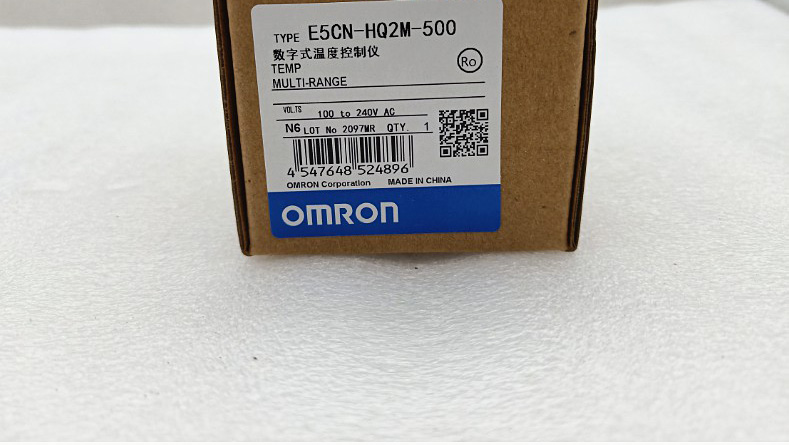 TYPE E5CN-HQ2M-500
数字式温度控制仪
TEMP
Ro
MULTI-RANGE
VOLTS 100 to 240V AC
N6 LOT No 2097MR QTY. 1
4 547648 524896
OMRON Corporation MADE IN CHINA
OMRON